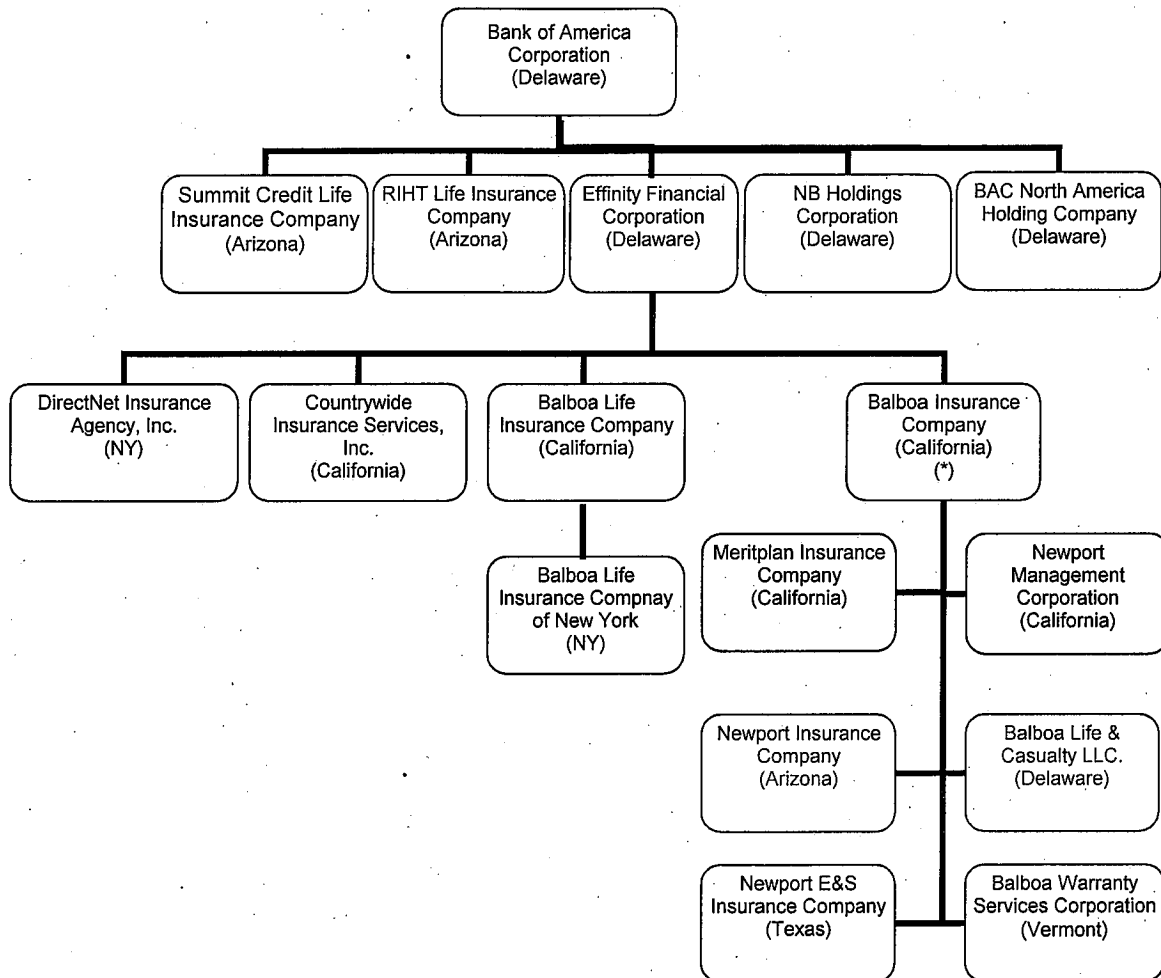 Bank of America
Corporation
(Delaware)
Summit Credit Life
Insurance Company
(Arizona)
RIHT Life Insurance
Company
(Arizona)
Effinity Financial
Corporation
(Delaware)
NB Holdings
Corporation
(Delaware)
BAC North America
Holding Company
(Delaware)
DirectNet Insurance
Agency, Inc.
(NY)
Countrywide
Insurance Services,
Inc.
(California)
Balboa Life
Insurance Company
(California)
Balboa Insurance
Company
(California)
(*)
Balboa Life
Insurance Compnay
of New York
(NY)
Meritplan Insurance
Company
(California)
Newport
Management
Corporation
(California)
Newport Insurance
Company
(Arizona)
Balboa Life &
Casualty LLC.
(Delaware)
Newport E&S
Insurance Company
(Texas)
Balboa Warranty
Services Corporation
(Vermont)